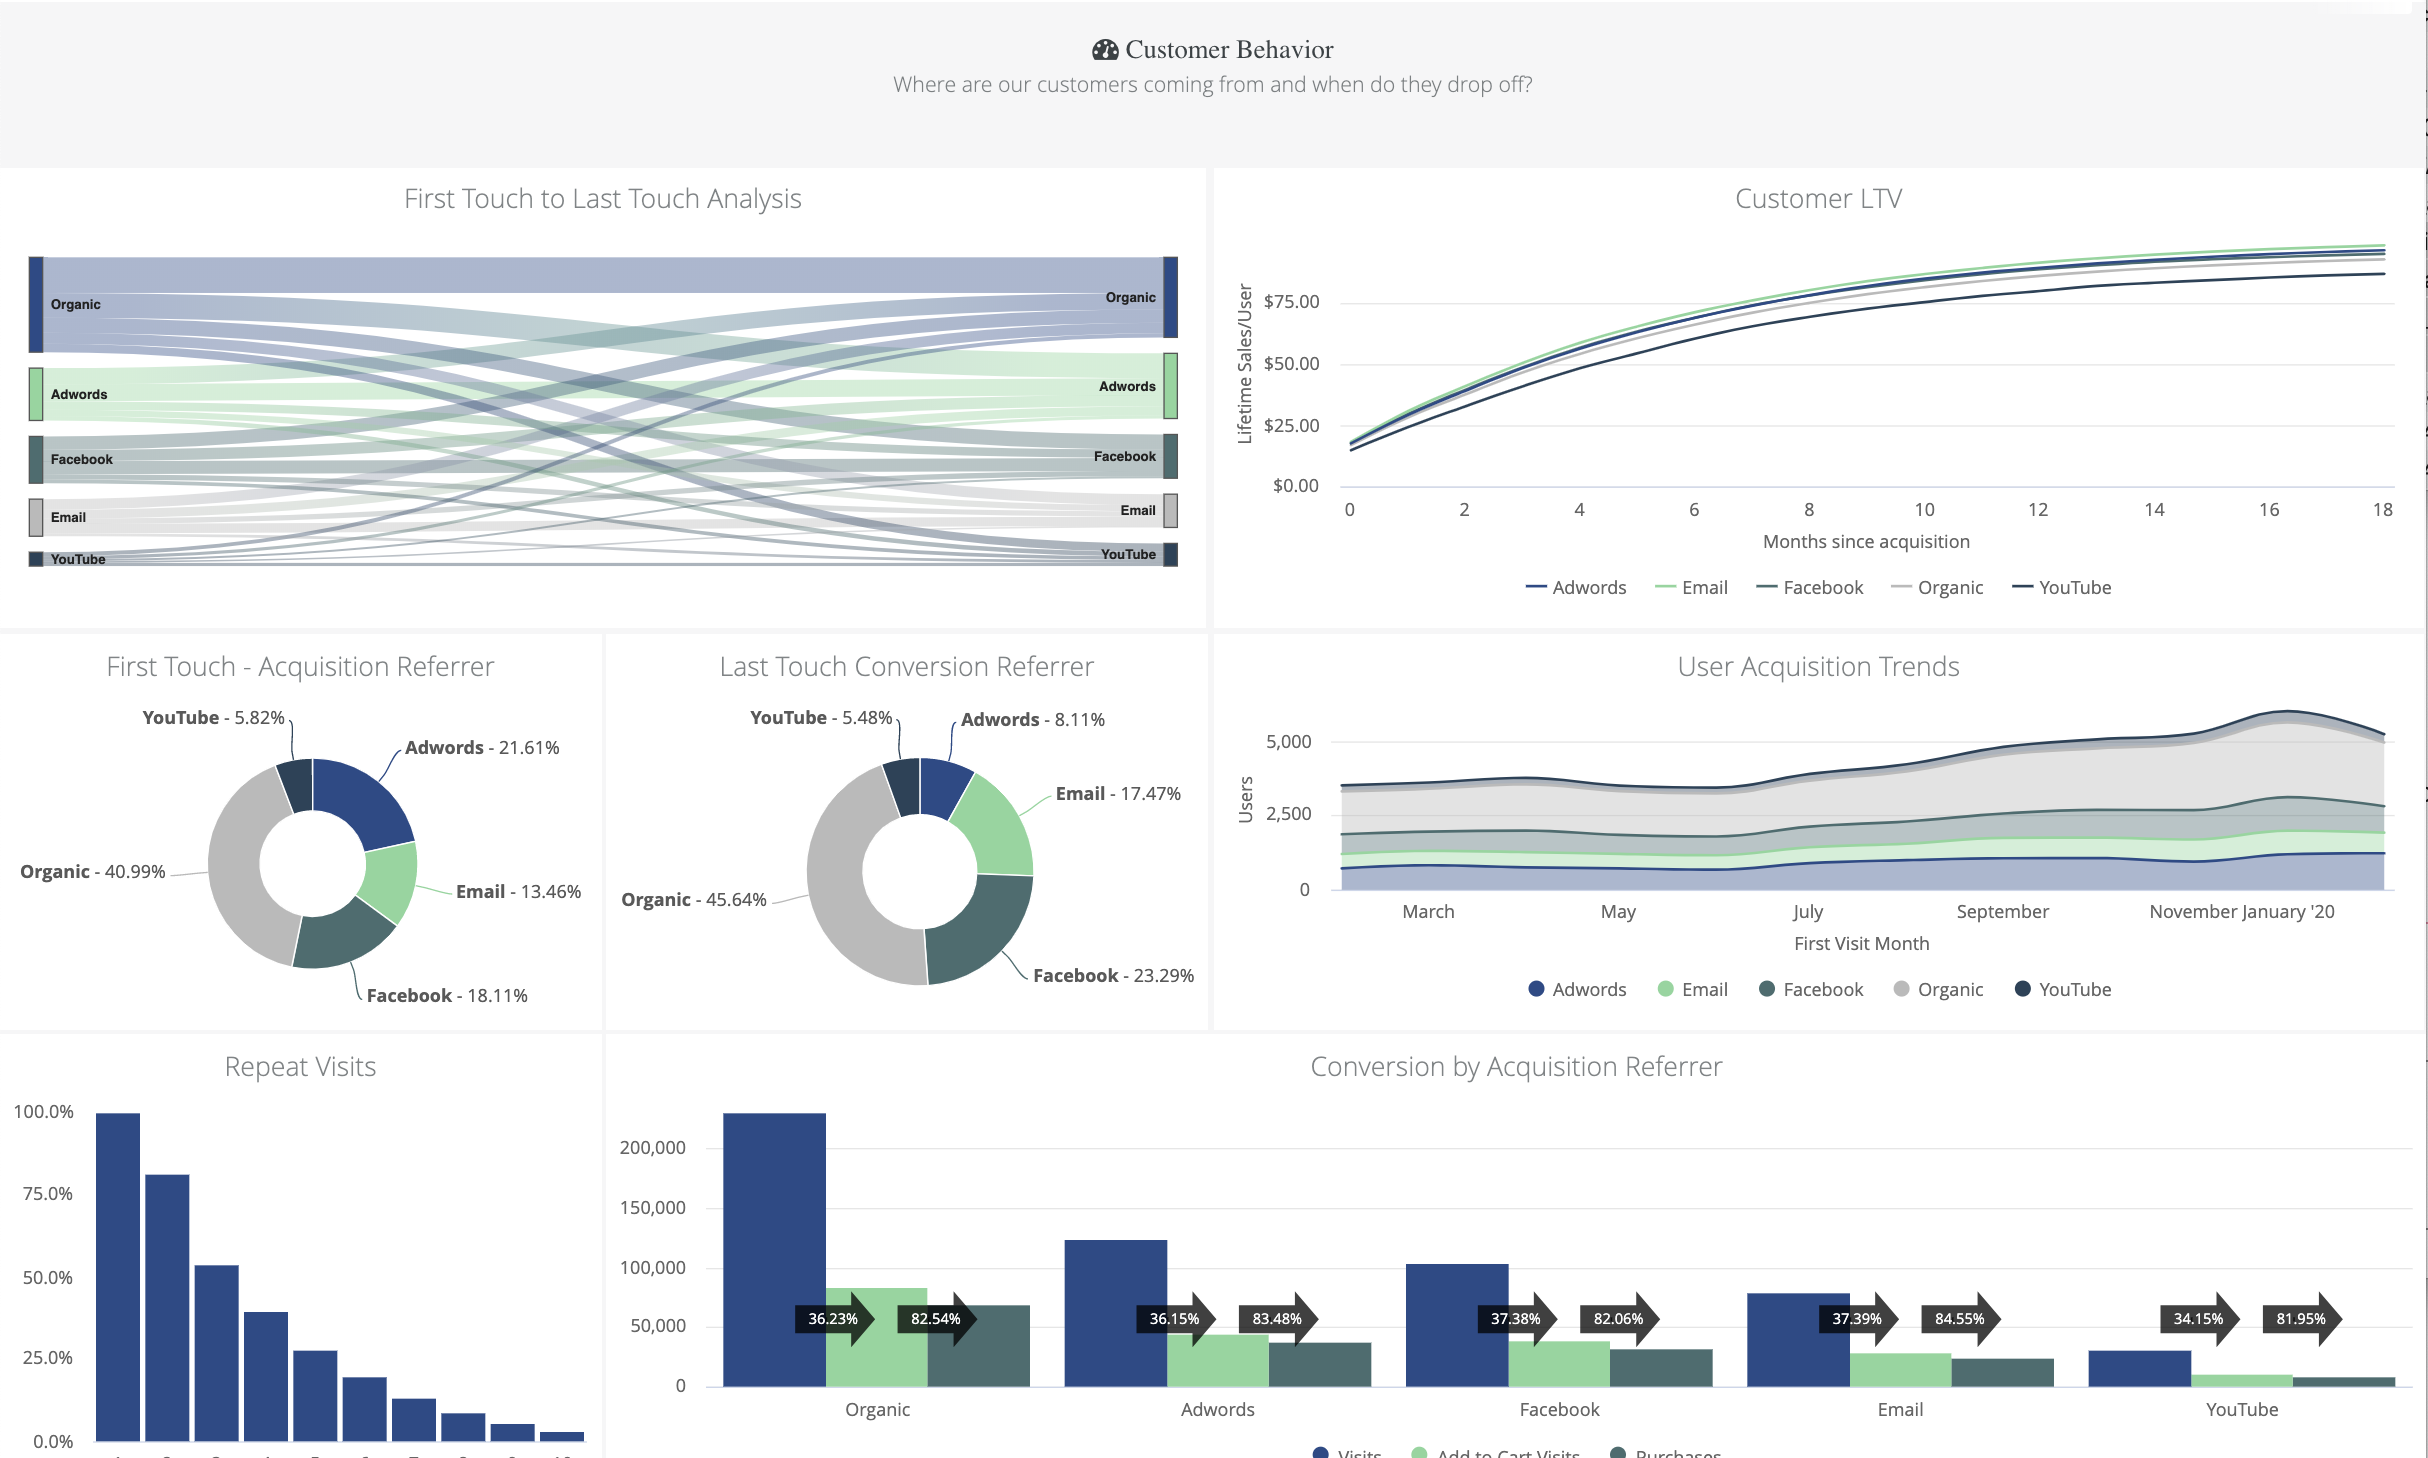 Customer Behavior
Where are our customers coming from and when do they drop off?
First Touch to Last Touch Analysis
Organic
Adwords
Facebook
Email
YouTube
Organic
Adwords
Facebook
Email
YouTube
Customer LTV
Lifetime Sales/User
$75.00
$50.00
$25.00
$0.00
0 2 4 6 8 10 12 14 16 18
Months since acquisition
Adwords Email Facebook Organic YouTube
First Touch - Acquisition Referrer
YouTube - 5.82%
Adwords - 21.61%
Organic - 40.99%
Email - 13.46%
Facebook - 18.11%
Last Touch Conversion Referrer
YouTube - 5.48%
Adwords - 8.11%
Email - 17.47%
Organic - 45.64%
Facebook - 23.29%
User Acquisition Trends
Users
5,000
2,500
0
March May July September November January '20
First Visit Month
Adwords Email Facebook Organic YouTube
Repeat Visits
100.0%
75.0%
50.0%
25.0%
0.0%
Conversion by Acquisition Referrer
200,000
150,000
100,000
50,000
0
36.23% 82.54% 36.15% 83.48% 37.38% 82.06% 37.39% 84.55% 34.15% 81.95%
Organic Adwords Facebook Email YouTube
Visits Add to Cart Visits Purchases